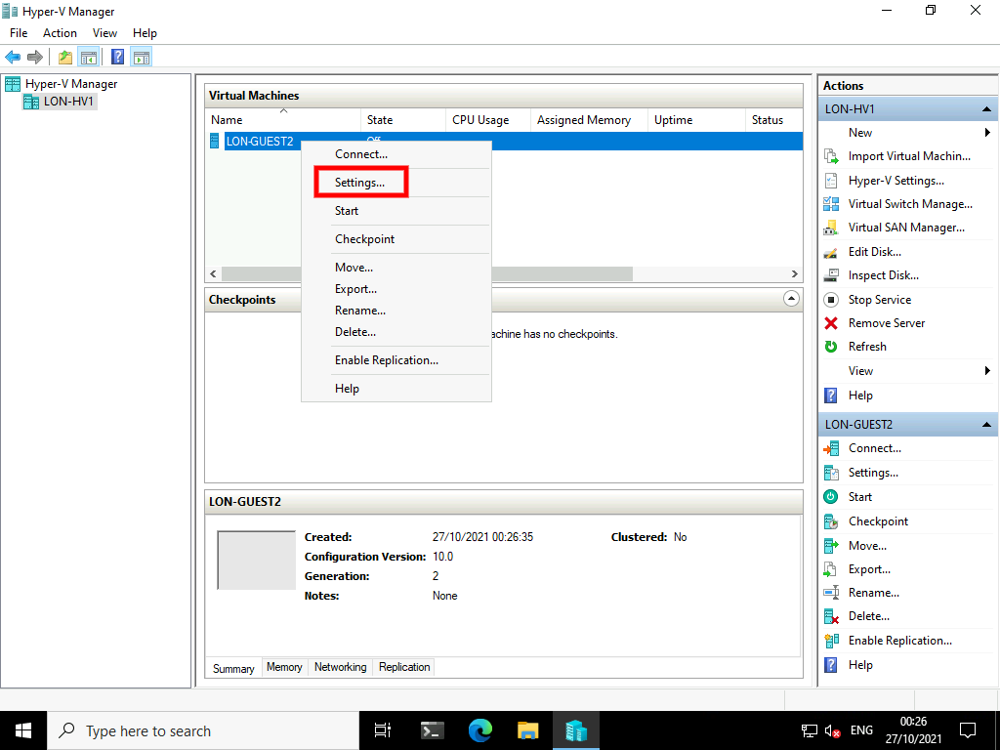 Hyper-V Manager
File Action View Help
Hyper-V Manager
LON-HV1
Virtual Machines
Name State CPU Usage Assigned Memory Uptime Status
LON-GUEST2 Off
Connect...
Settings...
Start
Checkpoint
Move...
Export...
Rename...
Delete...
Enable Replication...
Help
Checkpoints
achine has no checkpoints.
LON-GUEST2
Created: 27/10/2021 00:26:35 Clustered: No
Configuration Version: 10.0
Generation: 2
Notes: None
Summary Memory Networking Replication
Actions
LON-HV1
New
Import Virtual Machin...
Hyper-V Settings...
Virtual Switch Manage...
Virtual SAN Manager...
Edit Disk...
Inspect Disk...
Stop Service
Remove Server
Refresh
View
Help
LON-GUEST2
Connect...
Settings...
Start
Checkpoint
Move...
Export...
Rename...
Delete...
Enable Replication...
Help
Type here to search
ENG
00:26
27/10/2021